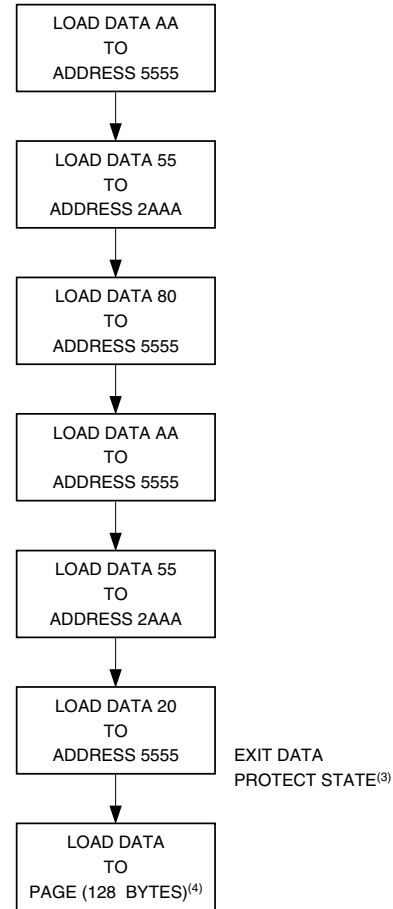 LOAD DATA AA
TO
ADDRESS 5555
LOAD DATA 55
TO
ADDRESS 2AAA
LOAD DATA 80
TO
ADDRESS 5555
LOAD DATA AA
TO
ADDRESS 5555
LOAD DATA 55
TO
ADDRESS 2AAA
LOAD DATA 20
TO
ADDRESS 5555
EXIT DATA
PROTECT STATE(3)
LOAD DATA
TO
PAGE (128 BYTES)(4)